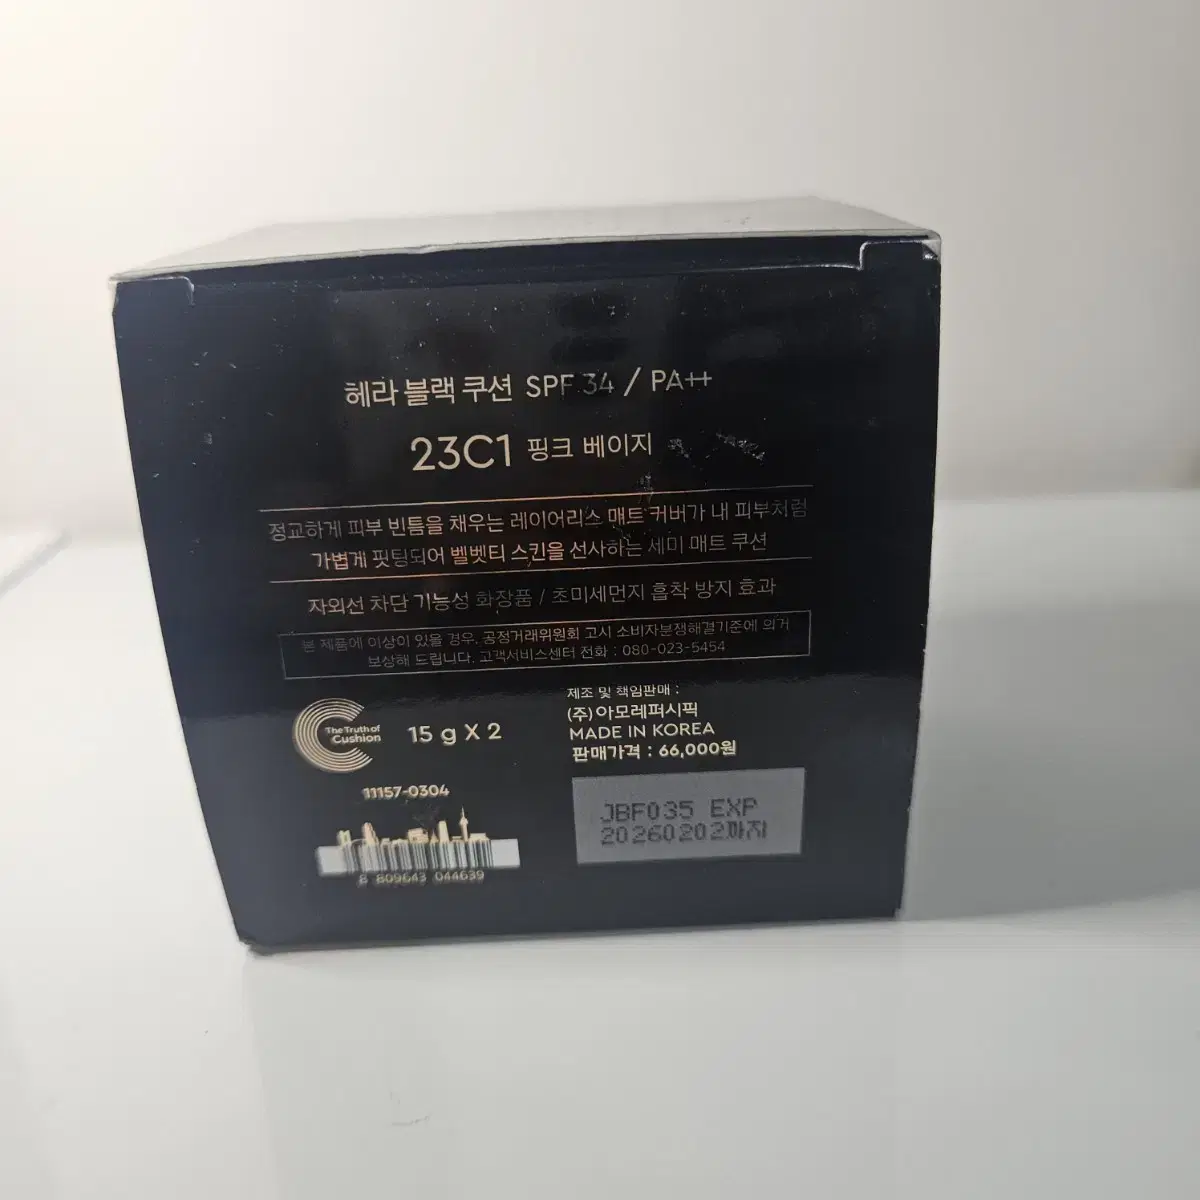 헤라 블랙 쿠션 SPF 34 / PA++
23C1 핑크 베이지
정교하게 피부 빈틈을 채우는 레이어리스 매트 커버가 내 피부처럼
가볍게 핏팅되어 벨벳티 스킨을 선사하는 세미 매트 쿠션
자외선 차단 기능성 화장품 / 초미세먼지 흡착 방지 효과
본 제품에 이상이 있을 경우, 공정거래위원회 고시 소비자분쟁해결기준에 의거
보상해 드립니다. 고객서비스센터 전화 : 080-023-5454
The Truth of
Cushion
15 g X 2
제조 및 책임판매 :
(주)아모레퍼시픽
MADE IN KOREA
판매가격 : 66,000원
11157-0304
8 809643 044639
JBF035 EXP
20260202까지